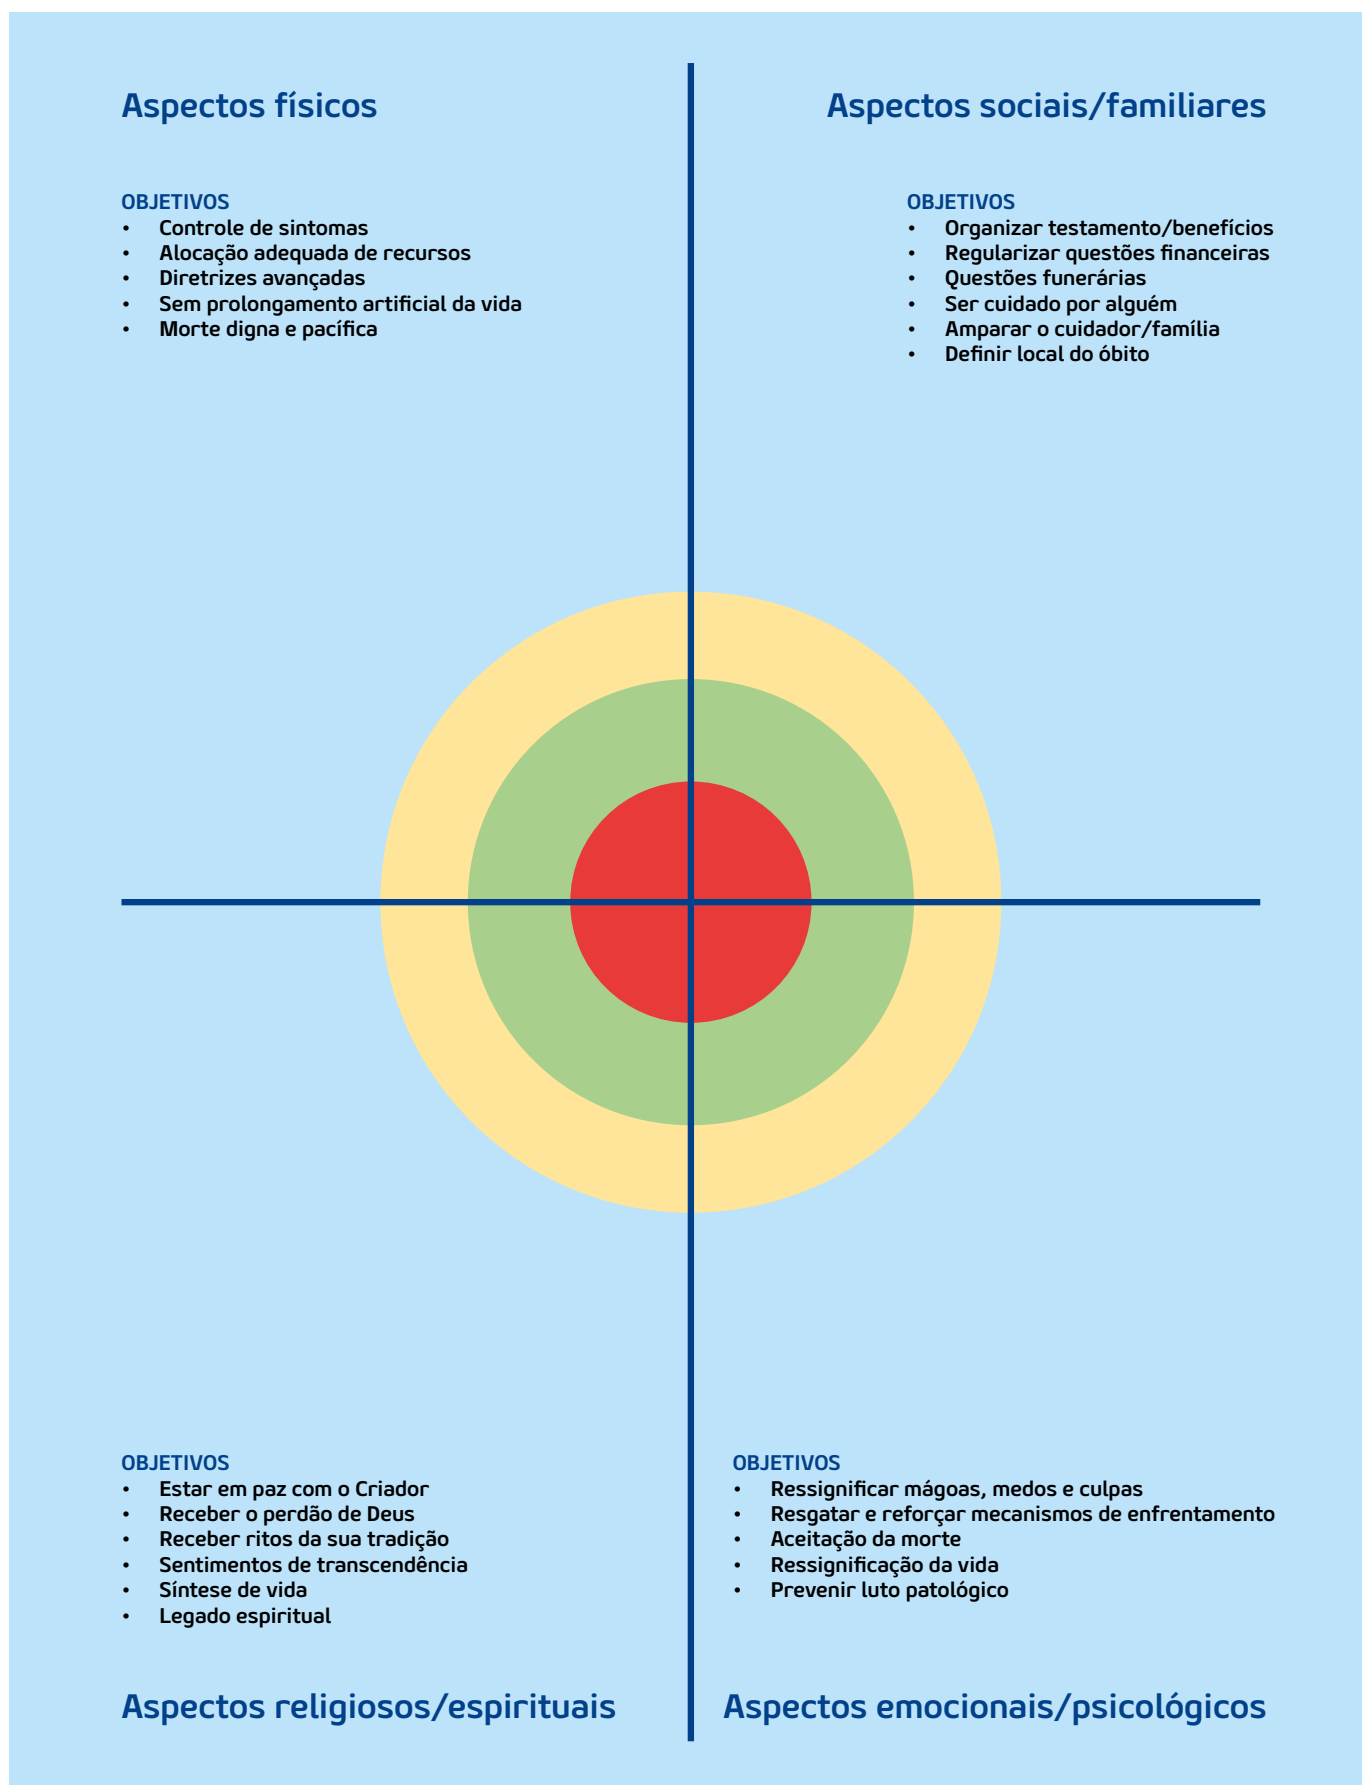 Aspectos físicos
OBJETIVOS
• Controle de sintomas
• Alocação adequada de recursos
• Diretrizes avançadas
• Sem prolongamento artificial da vida
• Morte digna e pacífica
Aspectos sociais/familiares
OBJETIVOS
• Organizar testamento/benefícios
• Regularizar questões financeiras
• Questões funerárias
• Ser cuidado por alguém
• Amparar o cuidador/família
• Definir local do óbito
OBJETIVOS
• Estar em paz com o Criador
• Receber o perdão de Deus
• Receber ritos da sua tradição
• Sentimentos de transcendência
• Síntese de vida
• Legado espiritual
Aspectos religiosos/espirituais
OBJETIVOS
• Ressignificar mágoas, medos e culpas
• Resgatar e reforçar mecanismos de enfrentamento
• Aceitação da morte
• Ressignificação da vida
• Prevenir luto patológico
Aspectos emocionais/psicológicos